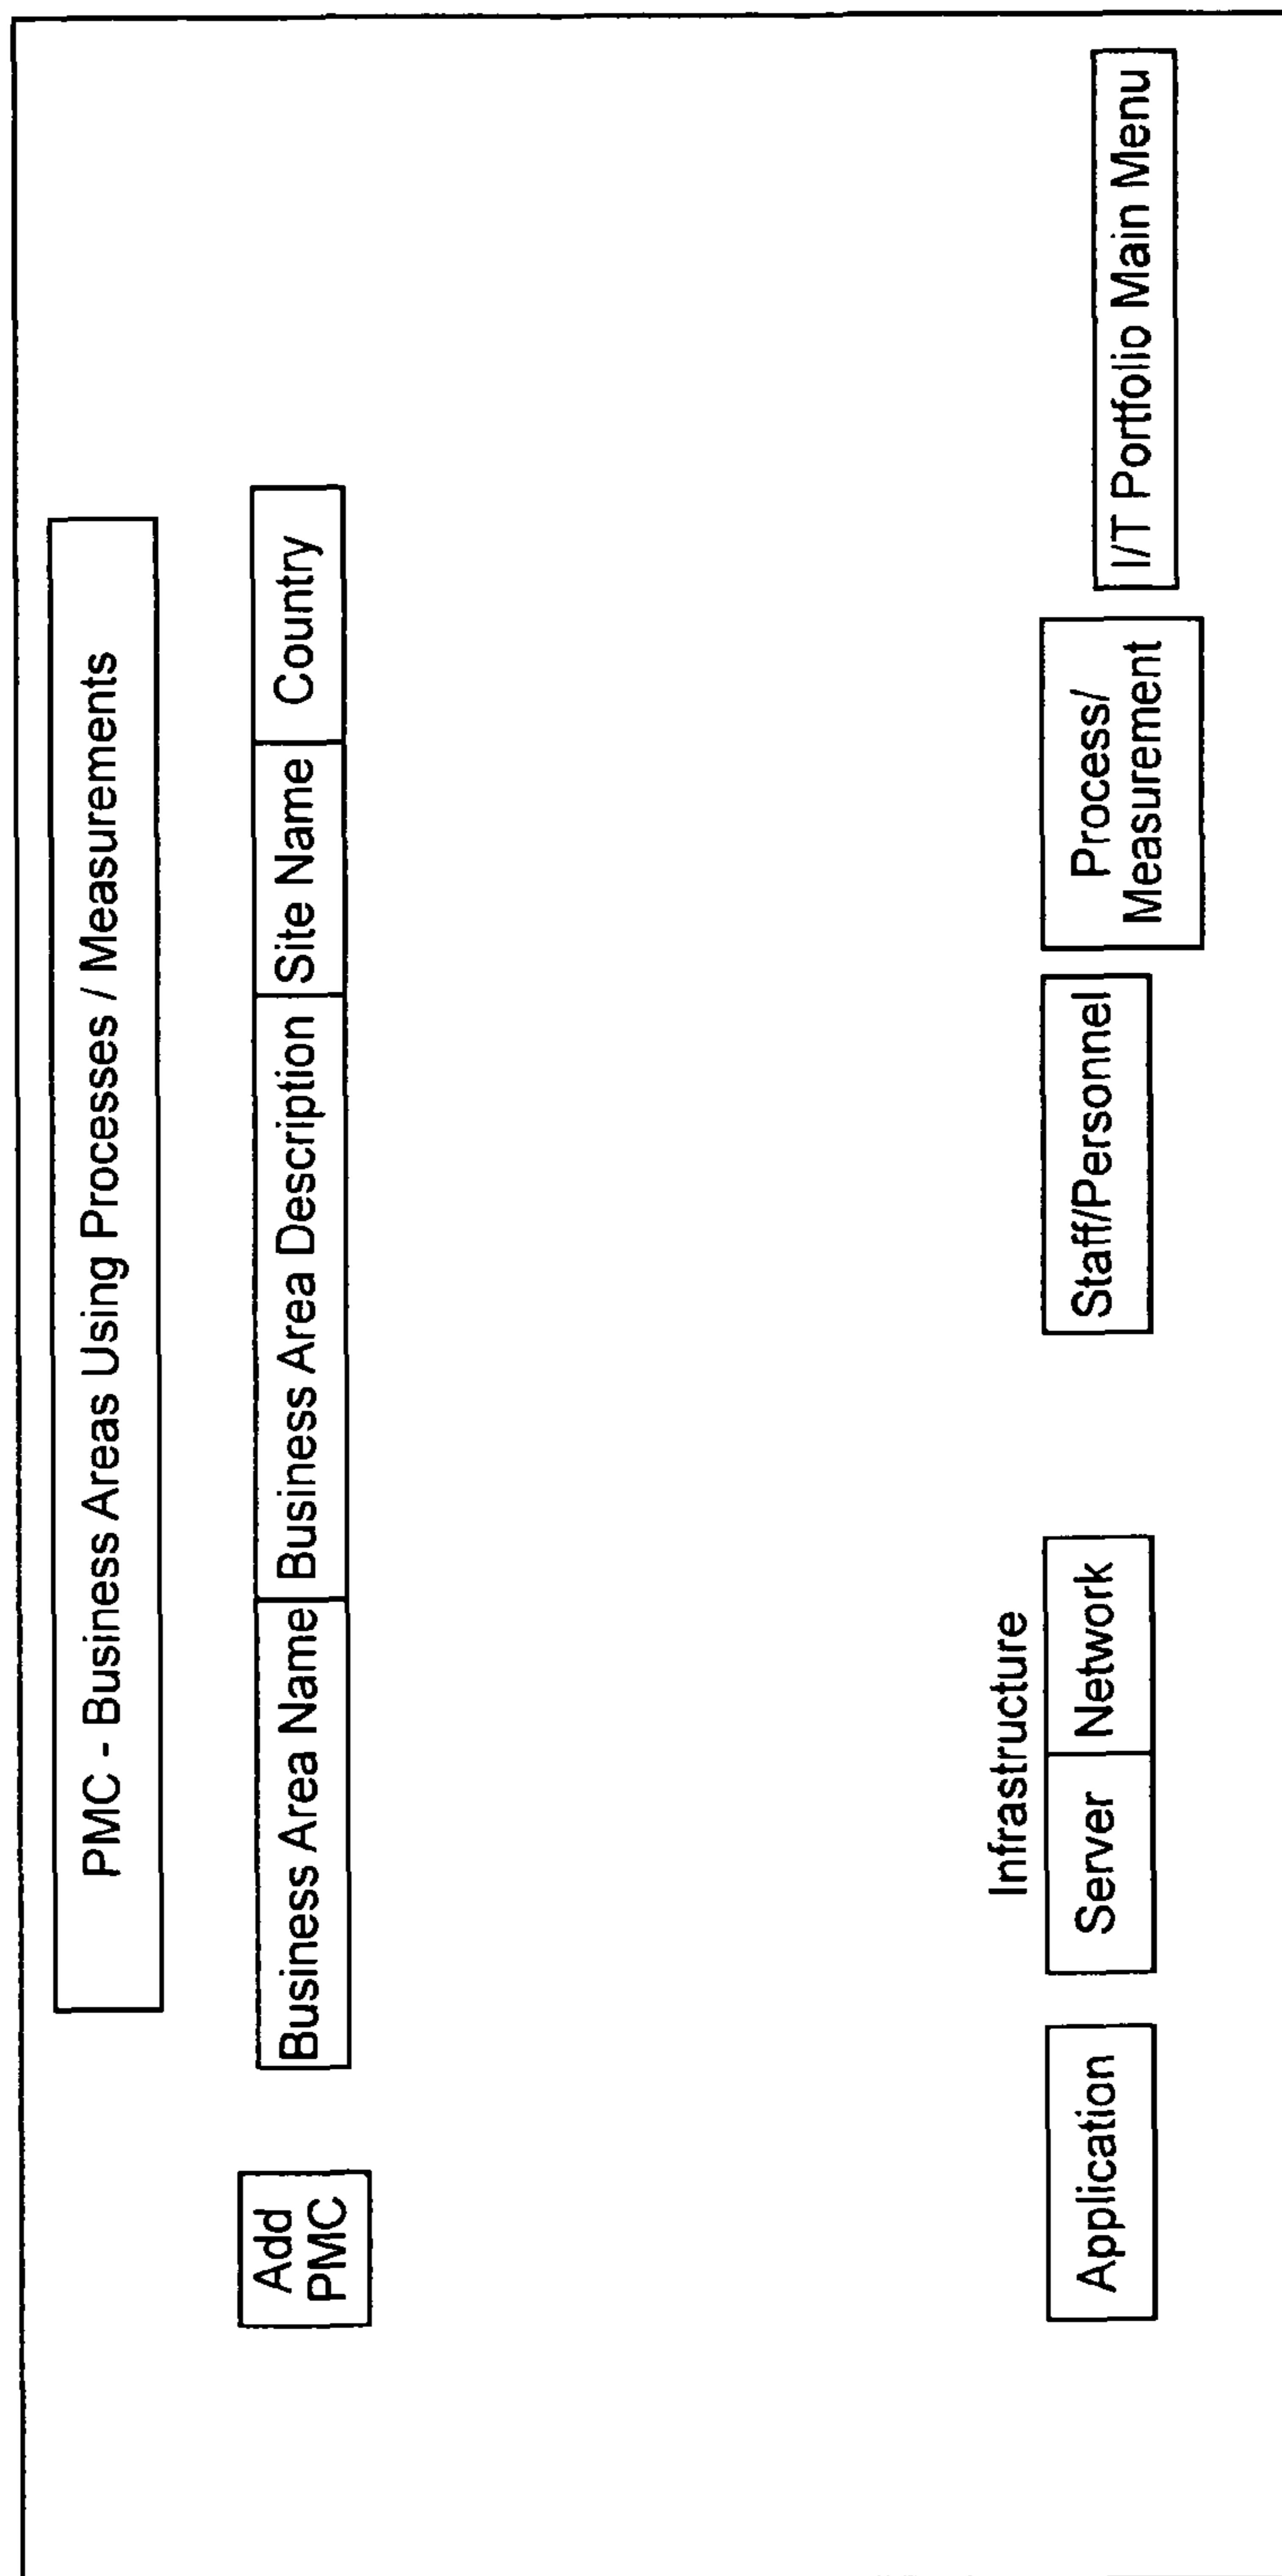 PMC - Business Areas Using Processes / Measurements
Add
PMC
Business Area Name Business Area Description Site Name Country
Infrastructure
Application Server Network Staff/Personnel Process/
Measurement
I/T Portfolio Main Menu